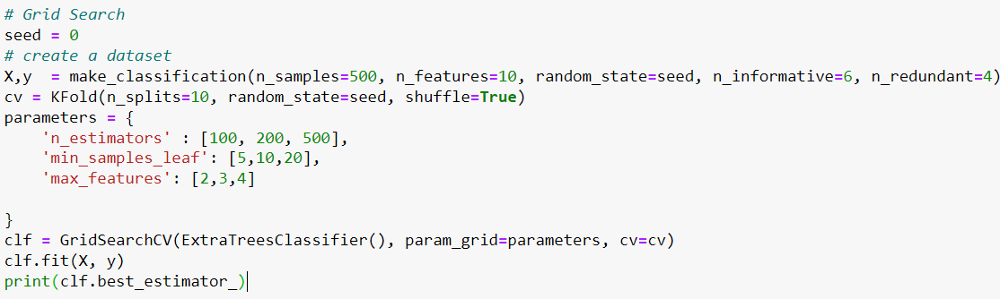 # Grid Search
seed = 0
# create a dataset
X,y  = make_classification(n_samples=500, n_features=10, random_state=seed, n_informative=6, n_redundant=4)
cv = KFold(n_splits=10, random_state=seed, shuffle=True)
parameters = {
    'n_estimators' : [100, 200, 500],
    'min_samples_leaf': [5,10,20],
    'max_features': [2,3,4]
}
clf = GridSearchCV(ExtraTreesClassifier(), param_grid=parameters, cv=cv)
clf.fit(X, y)
print(clf.best_estimator_)